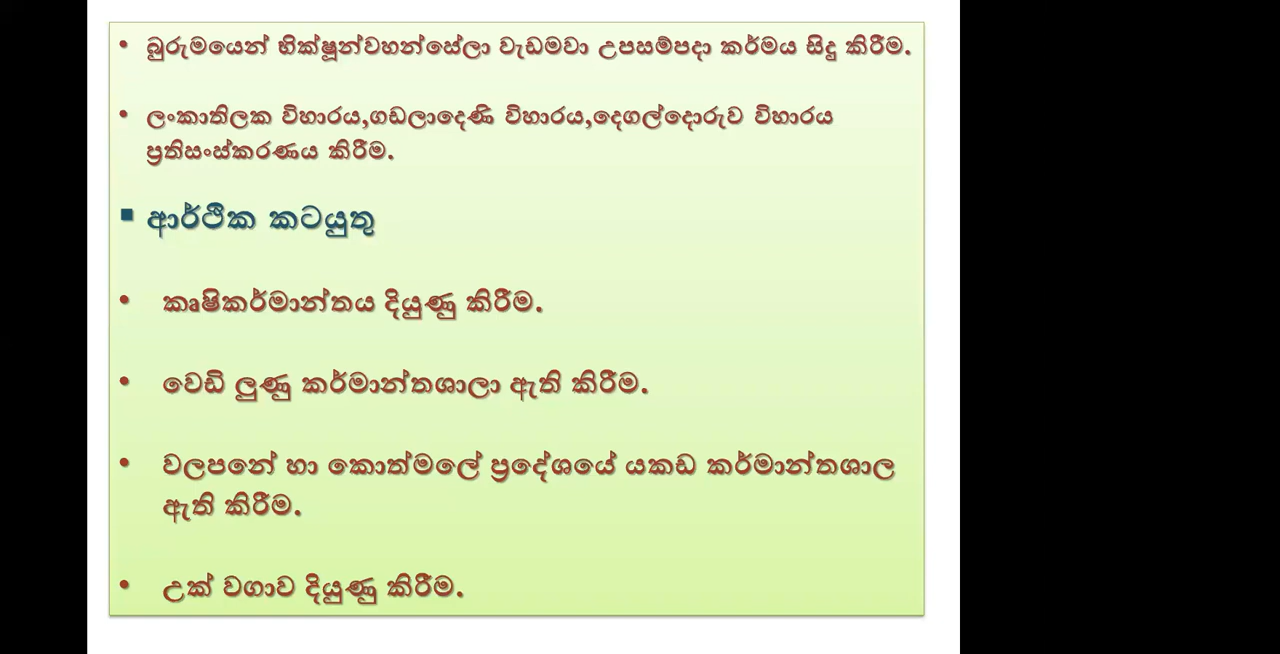 • බුරුමයෙන් භික්ෂූන්වහන්සේලා වැඩමවා උපසම්පදා කර්මය සිදු කිරීම.
• ලංකාතිලක විහාරය,ගඩලාදෙණි විහාරය,දෙගල්දොරුව විහාරය
ප්‍රතිසංස්කරණය කිරීම.
▪ ආර්ථික කටයුතු
• කෘෂිකර්මාන්තය දියුණු කිරීම.
• වෙඩි ලුණු කර්මාන්තශාලා ඇති කිරීම.
• වලපනේ හා කොත්මලේ ප්‍රදේශයේ යකඩ කර්මාන්තශාල
ඇති කිරීම.
• උක් වගාව දියුණු කිරීම.